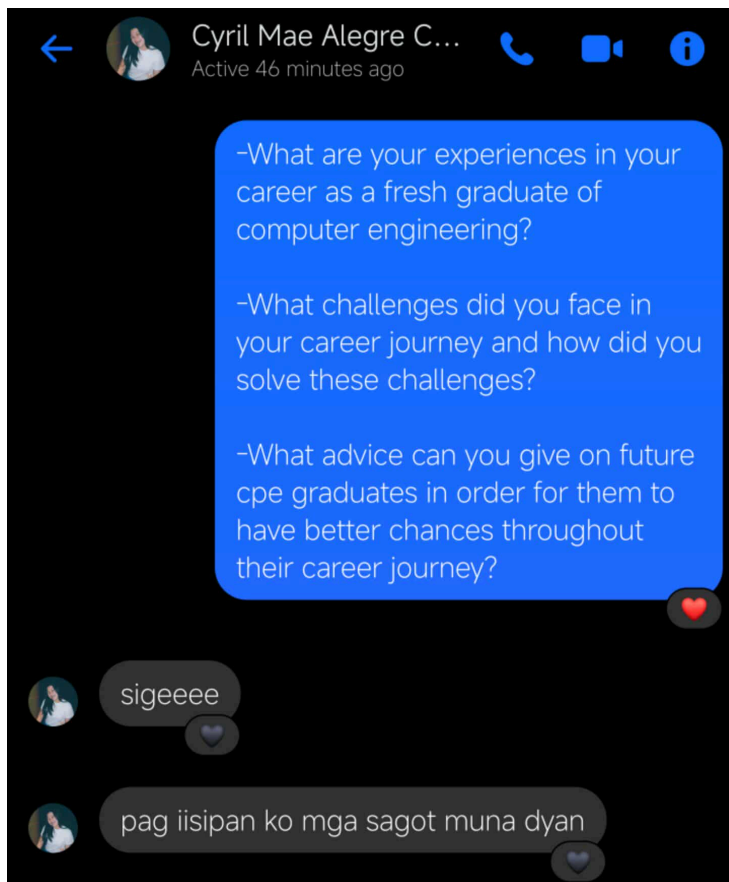 Cyril Mae Alegre C...
Active 46 minutes ago
-What are your experiences in your
career as a fresh graduate of
computer engineering?
-What challenges did you face in
your career journey and how did you
solve these challenges?
-What advice can you give on future
cpe graduates in order for them to
have better chances throughout
their career journey?
sigeeee
pag iisipan ko mga sagot muna dyan